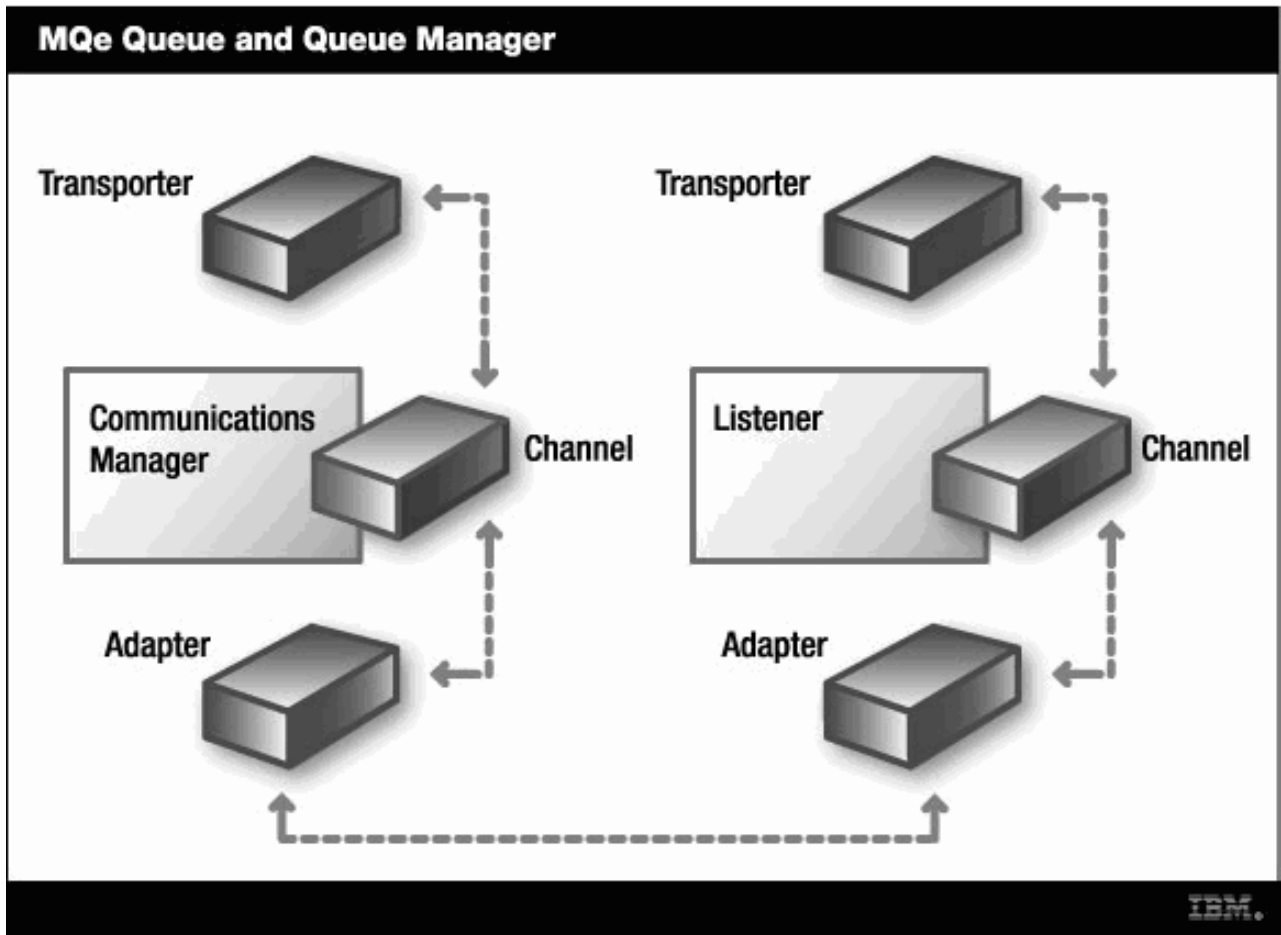 MQe Queue and Queue Manager
Transporter
Transporter
Communications
Manager
Channel
Listener
Channel
Adapter
Adapter
IBM.